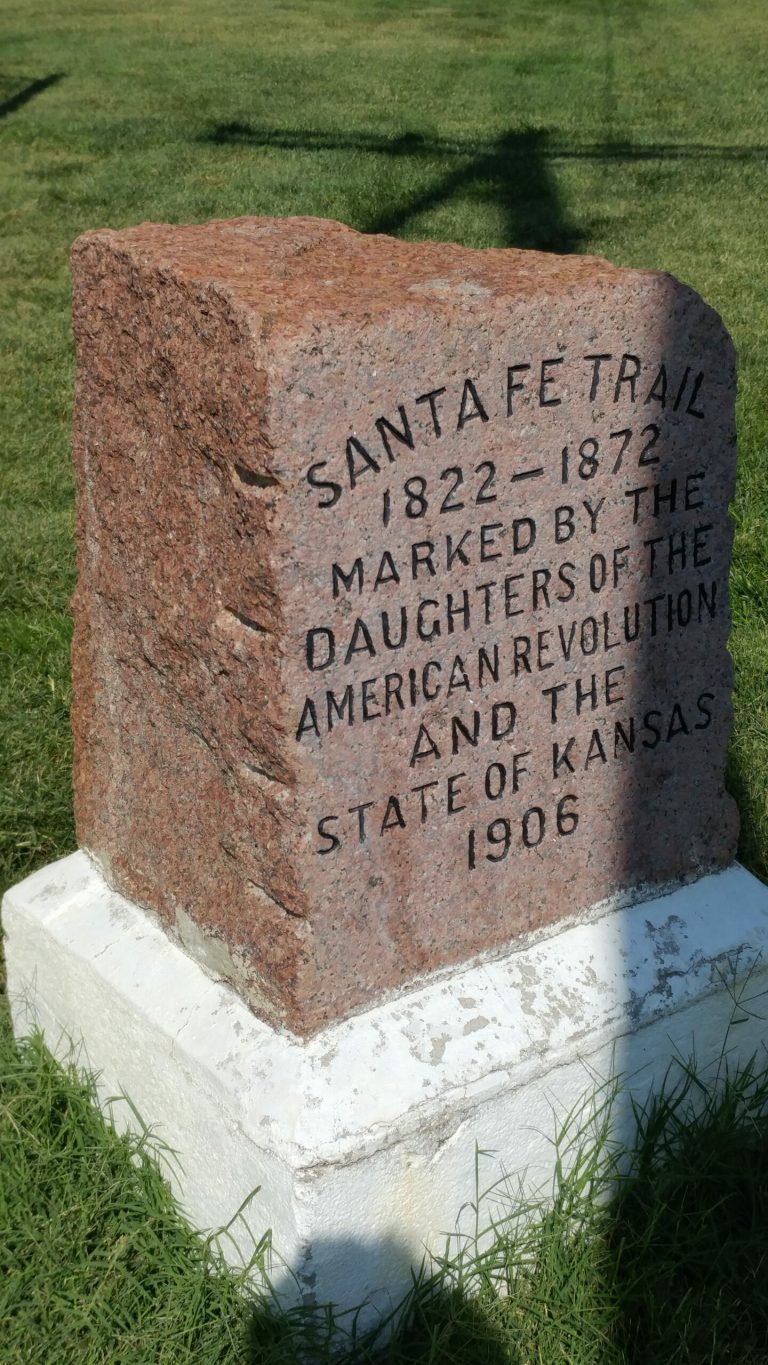 SANTA FE TRAIL
1822–1872
MARKED BY THE
DAUGHTERS OF THE
AMERICAN REVOLUTION
AND THE
STATE OF KANSAS
1906